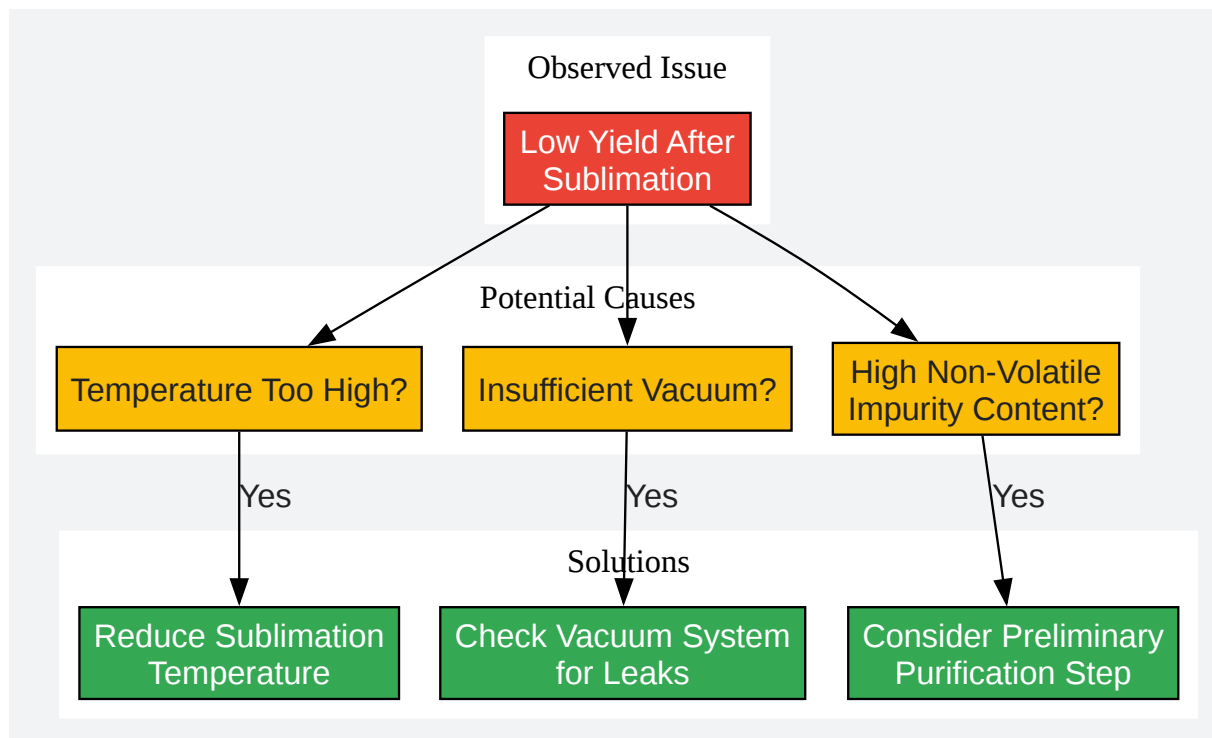 Observed Issue
Low Yield After
Sublimation
Potential Causes
Temperature Too High?
Insufficient Vacuum?
High Non-Volatile
Impurity Content?
Yes
Yes
Yes
Solutions
Reduce Sublimation
Temperature
Check Vacuum System
for Leaks
Consider Preliminary
Purification Step